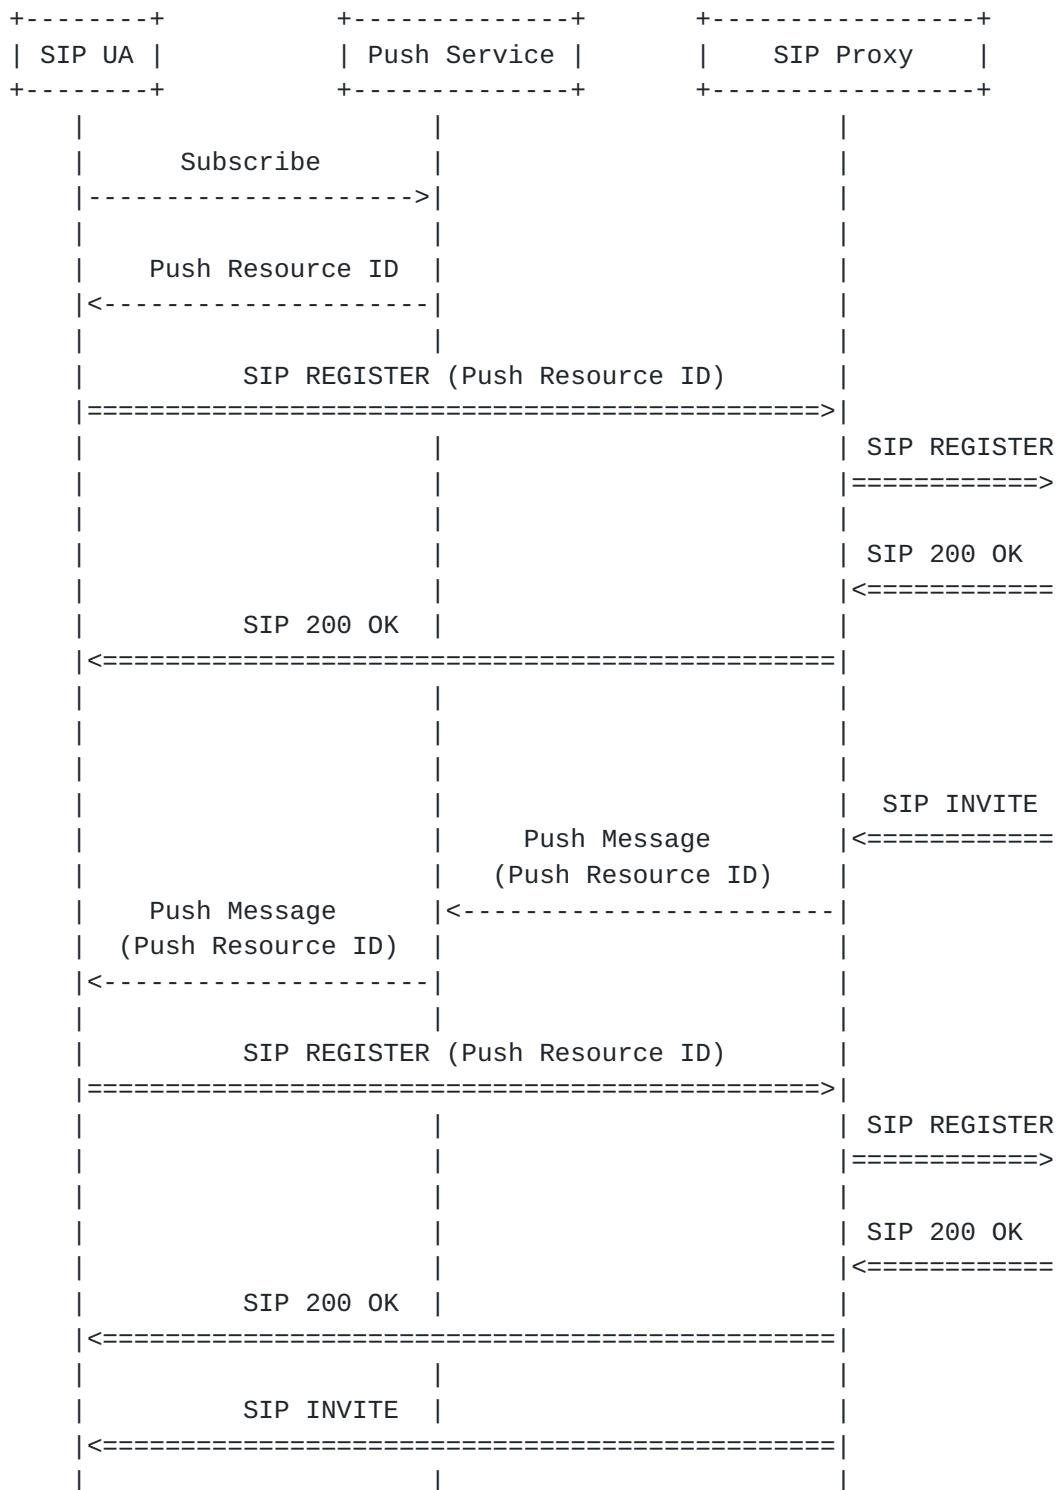 +--------+           +--------------+       +-----------------+
| SIP UA |           | Push Service |       |    SIP Proxy    |
+--------+           +--------------+       +-----------------+
    |                      |                         |
    |      Subscribe       |                         |
    |--------------------->|                         |
    |                      |                         |
    |    Push Resource ID  |                         |
    |<---------------------|                         |
    |                      |                         |
    |          SIP REGISTER (Push Resource ID)       |
    |===============================================>|
    |                      |                         | SIP REGISTER
    |                      |                         |============>
    |                      |                         |
    |                      |                         | SIP 200 OK
    |                      |                         |<============
    |          SIP 200 OK  |                         |
    |<===============================================|
    |                      |                         |
    |                      |                         |
    |                      |                         |
    |                      |                         |  SIP INVITE
    |                      |     Push Message        |<============
    |                      |   (Push Resource ID)    |
    |    Push Message      |<------------------------|
    |  (Push Resource ID)  |                         |
    |<---------------------|                         |
    |                      |                         |
    |          SIP REGISTER (Push Resource ID)       |
    |===============================================>|
    |                      |                         | SIP REGISTER
    |                      |                         |============>
    |                      |                         |
    |                      |                         | SIP 200 OK
    |                      |                         |<============
    |          SIP 200 OK  |                         |
    |<===============================================|
    |                      |                         |
    |          SIP INVITE  |                         |
    |<===============================================|
    |                      |                         |